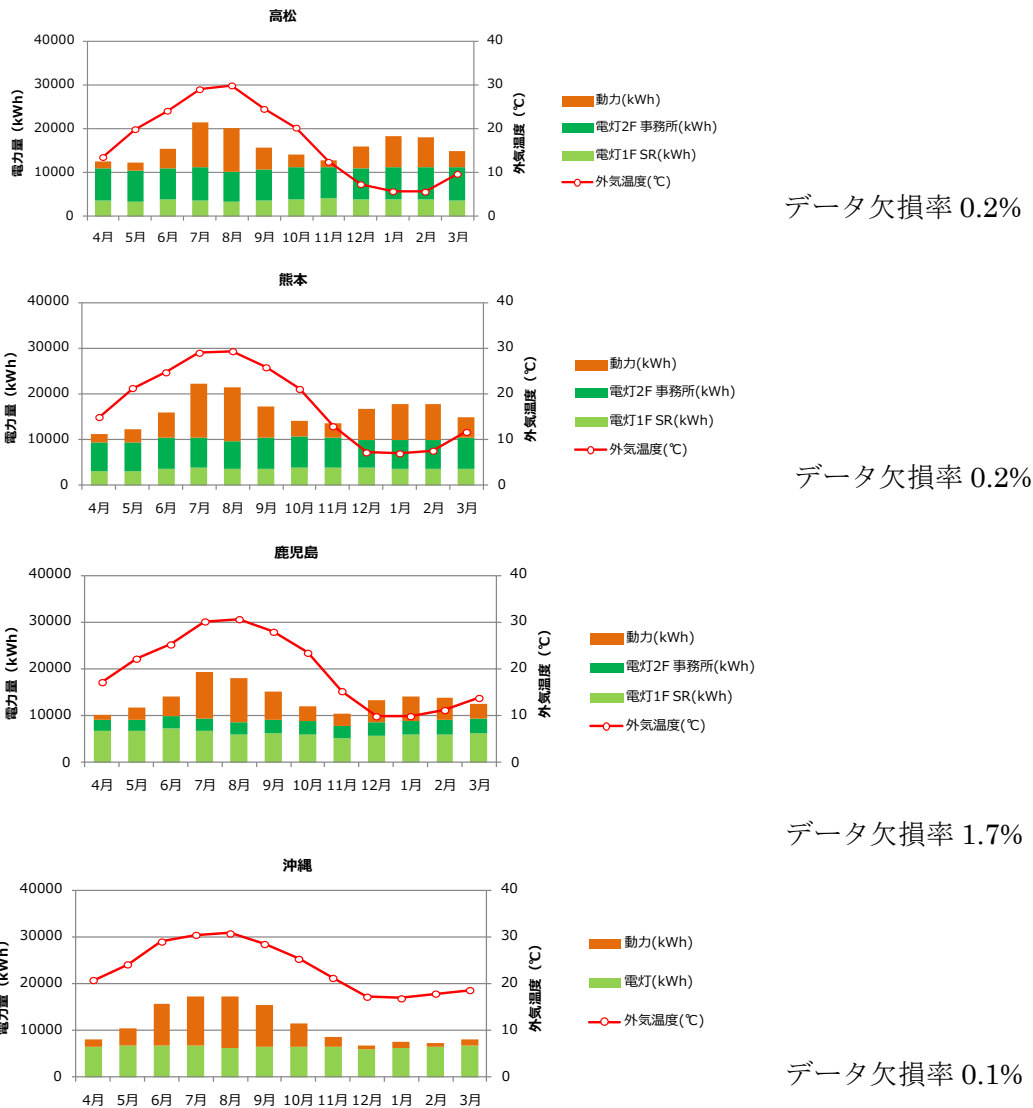 高松
電力量（kWh）
40000
30000
20000
10000
0
40
30
20
10
0
外気温度（℃）
4月 5月 6月 7月 8月 9月 10月 11月 12月 1月 2月 3月
動力(kWh)
電灯2F 事務所(kWh)
電灯1F SR(kWh)
外気温度(℃)
データ欠損率 0.2%
熊本
電力量（kWh）
40000
30000
20000
10000
0
40
30
20
10
0
外気温度（℃）
4月 5月 6月 7月 8月 9月 10月 11月 12月 1月 2月 3月
動力(kWh)
電灯2F 事務所(kWh)
電灯1F SR(kWh)
外気温度(℃)
データ欠損率 0.2%
鹿児島
電力量（kWh）
40000
30000
20000
10000
0
40
30
20
10
0
外気温度（℃）
4月 5月 6月 7月 8月 9月 10月 11月 12月 1月 2月 3月
動力(kWh)
電灯2F 事務所(kWh)
電灯1F SR(kWh)
外気温度(℃)
データ欠損率 1.7%
沖縄
電力量（kWh）
40000
30000
20000
10000
0
40
30
20
10
0
外気温度（℃）
4月 5月 6月 7月 8月 9月 10月 11月 12月 1月 2月 3月
動力(kWh)
電灯(kWh)
外気温度(℃)
データ欠損率 0.1%